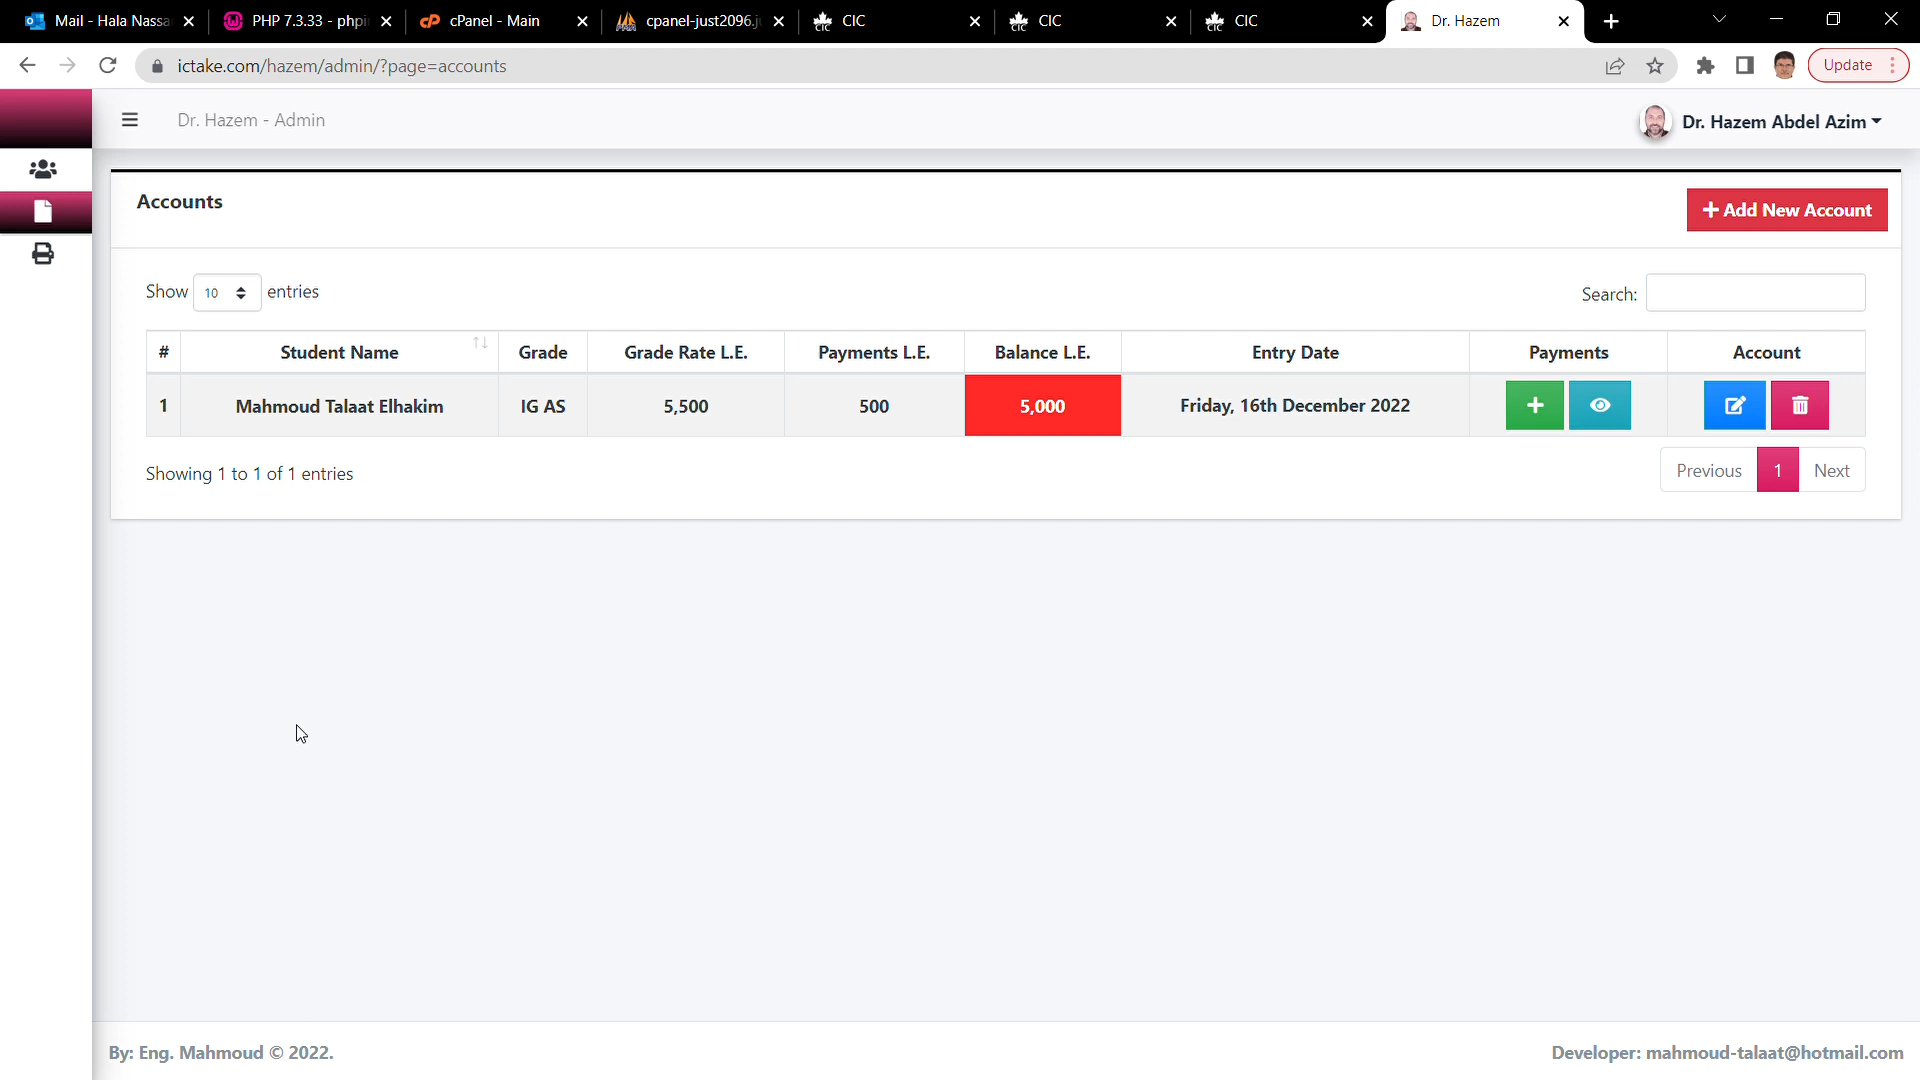 Mail - Hala Nassa
PHP 7.3.33 - phpi
cPanel - Main
cpanel-just2096.j
CIC
CIC
CIC
Dr. Hazem
ictake.com/hazem/admin/?page=accounts
Update
Dr. Hazem - Admin
Dr. Hazem Abdel Azim
Accounts
Add New Account
Show 10 entries
Search:
# Student Name Grade Grade Rate L.E. Payments L.E. Balance L.E. Entry Date Payments Account
1 Mahmoud Talaat Elhakim IG AS 5,500 500 5,000 Friday, 16th December 2022
Showing 1 to 1 of 1 entries
Previous 1 Next
By: Eng. Mahmoud © 2022.
Developer: mahmoud-talaat@hotmail.com